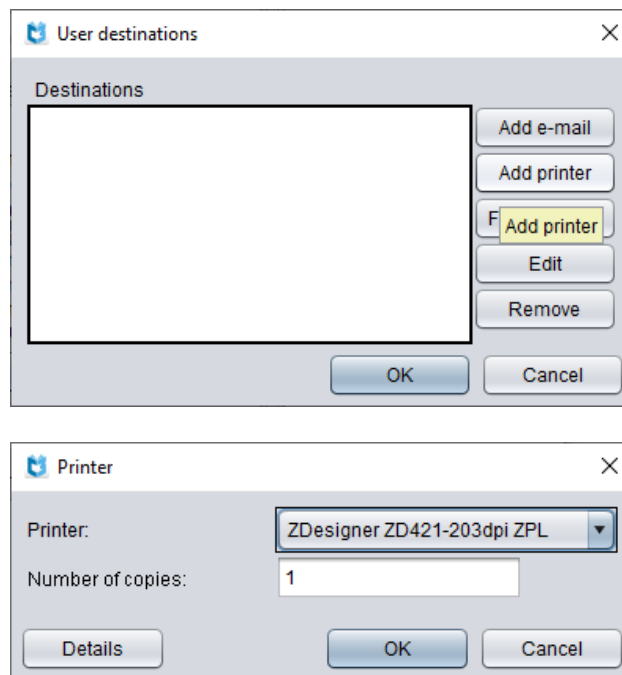 User destinations
Destinations
Add e-mail
Add printer
F
Add printer
Edit
Remove
OK Cancel
Printer
Printer: ZDesigner ZD421-203dpi ZPL
Number of copies: 1
Details OK Cancel